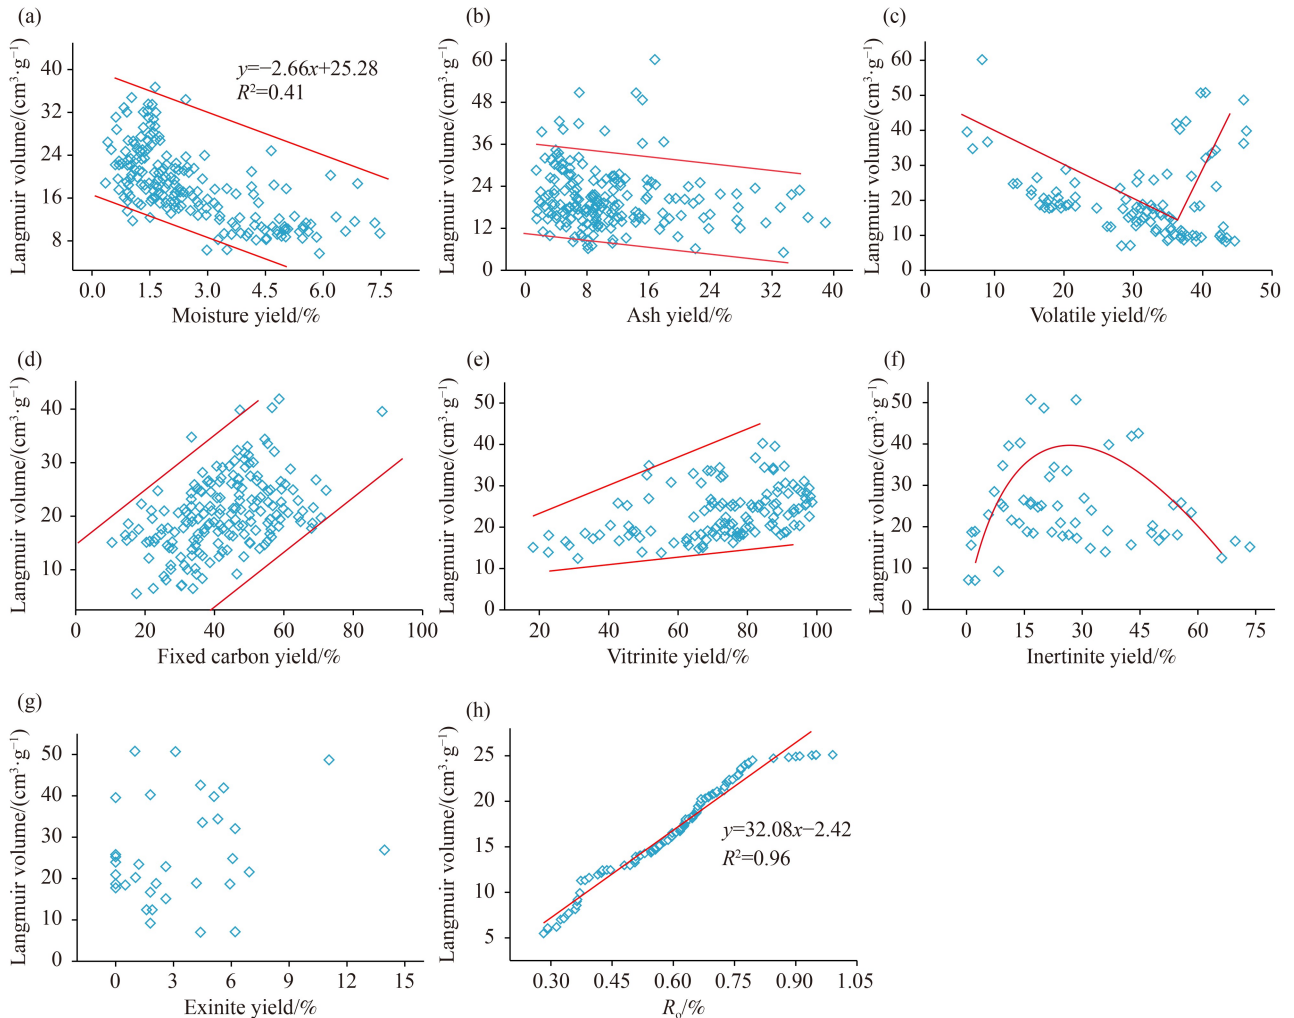 (a)
Langmuir volume/(cm³·g⁻¹)
40
32
24
16
8
y=−2.66x+25.28
R²=0.41
0.0 1.5 3.0 4.5 6.0 7.5
Moisture yield/%
(b)
Langmuir volume/(cm³·g⁻¹)
60
48
36
24
12
0
0 8 16 24 32 40
Ash yield/%
(c)
Langmuir volume/(cm³·g⁻¹)
60
50
40
30
20
10
0
0 10 20 30 40 50
Volatile yield/%
(d)
Langmuir volume/(cm³·g⁻¹)
40
30
20
10
0 20 40 60 80 100
Fixed carbon yield/%
(e)
Langmuir volume/(cm³·g⁻¹)
50
40
30
20
10
0
20 40 60 80 100
Vitrinite yield/%
(f)
Langmuir volume/(cm³·g⁻¹)
50
40
30
20
10
0
0 15 30 45 60 75
Inertinite yield/%
(g)
Langmuir volume/(cm³·g⁻¹)
50
40
30
20
10
0
0 3 6 9 12 15
Exinite yield/%
(h)
Langmuir volume/(cm³·g⁻¹)
25
20
15
10
5
y=32.08x−2.42
R²=0.96
0.30 0.45 0.60 0.75 0.90 1.05
Rₒ/%